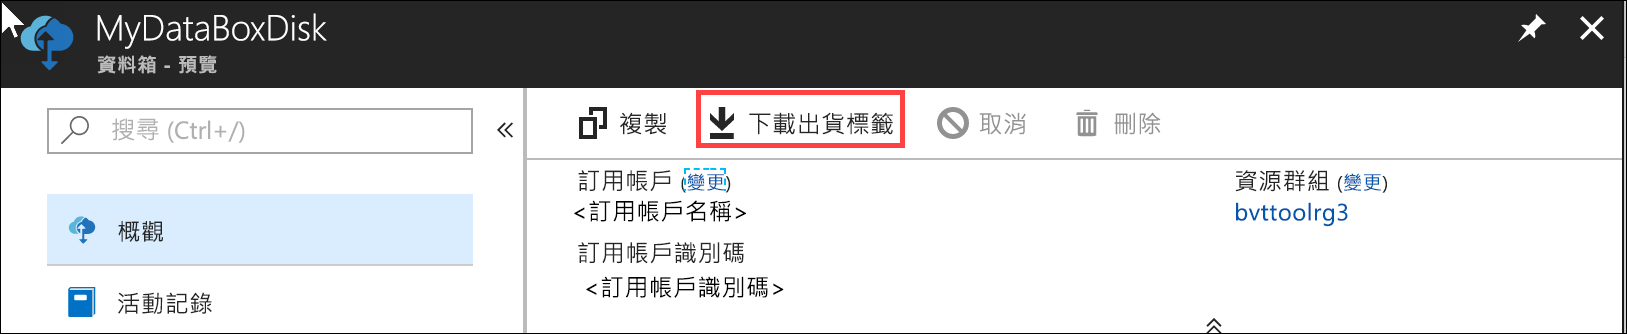 MyDataBoxDisk
資料箱 - 預覽
搜尋 (Ctrl+/)
«
複製 下載出貨標籤 取消 刪除
訂用帳戶 (變更)
<訂用帳戶名稱>
訂用帳戶識別碼
<訂用帳戶識別碼>
資源群組 (變更)
bvttoolrg3
概觀
活動記錄